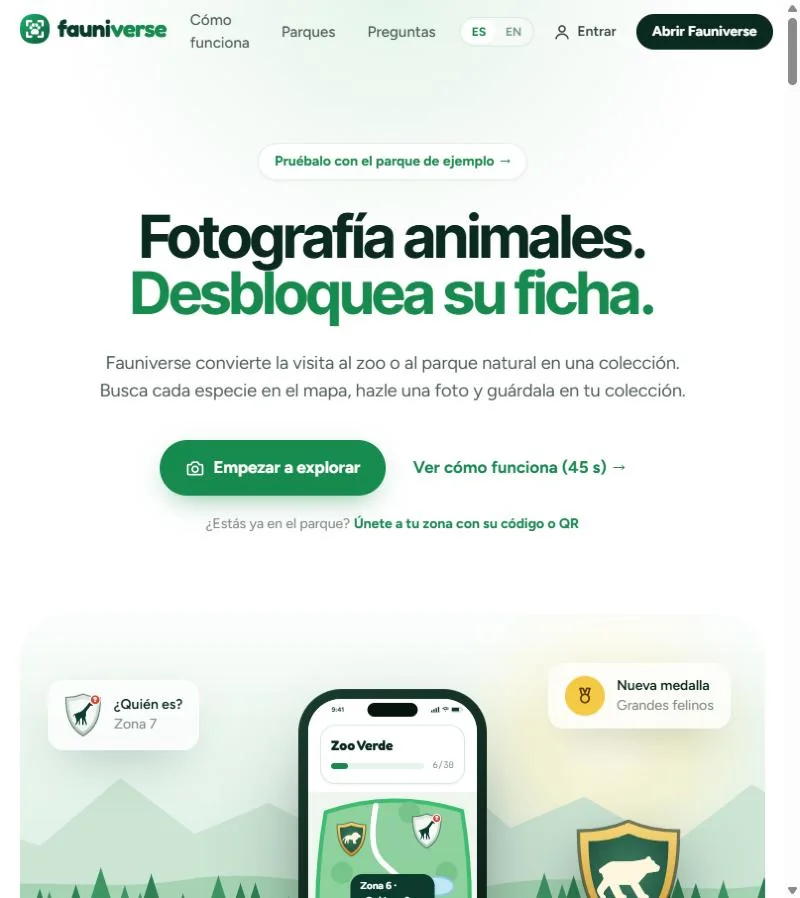 fauniverse
Cómo
funciona
Parques
Preguntas
ES
EN
Entrar
Abrir Fauniverse
Pruébalo con el parque de ejemplo →
Fotografía animales.
Desbloquea su ficha.
Fauniverse convierte la visita al zoo o al parque natural en una colección.
Busca cada especie en el mapa, hazle una foto y guárdala en tu colección.
Empezar a explorar
Ver cómo funciona (45 s) →
¿Estás ya en el parque? Únete a tu zona con su código o QR
¿Quién es?
Zona 7
Nueva medalla
Grandes felinos
9:41
Zoo Verde
6/30
?
?
Zona 6 ·